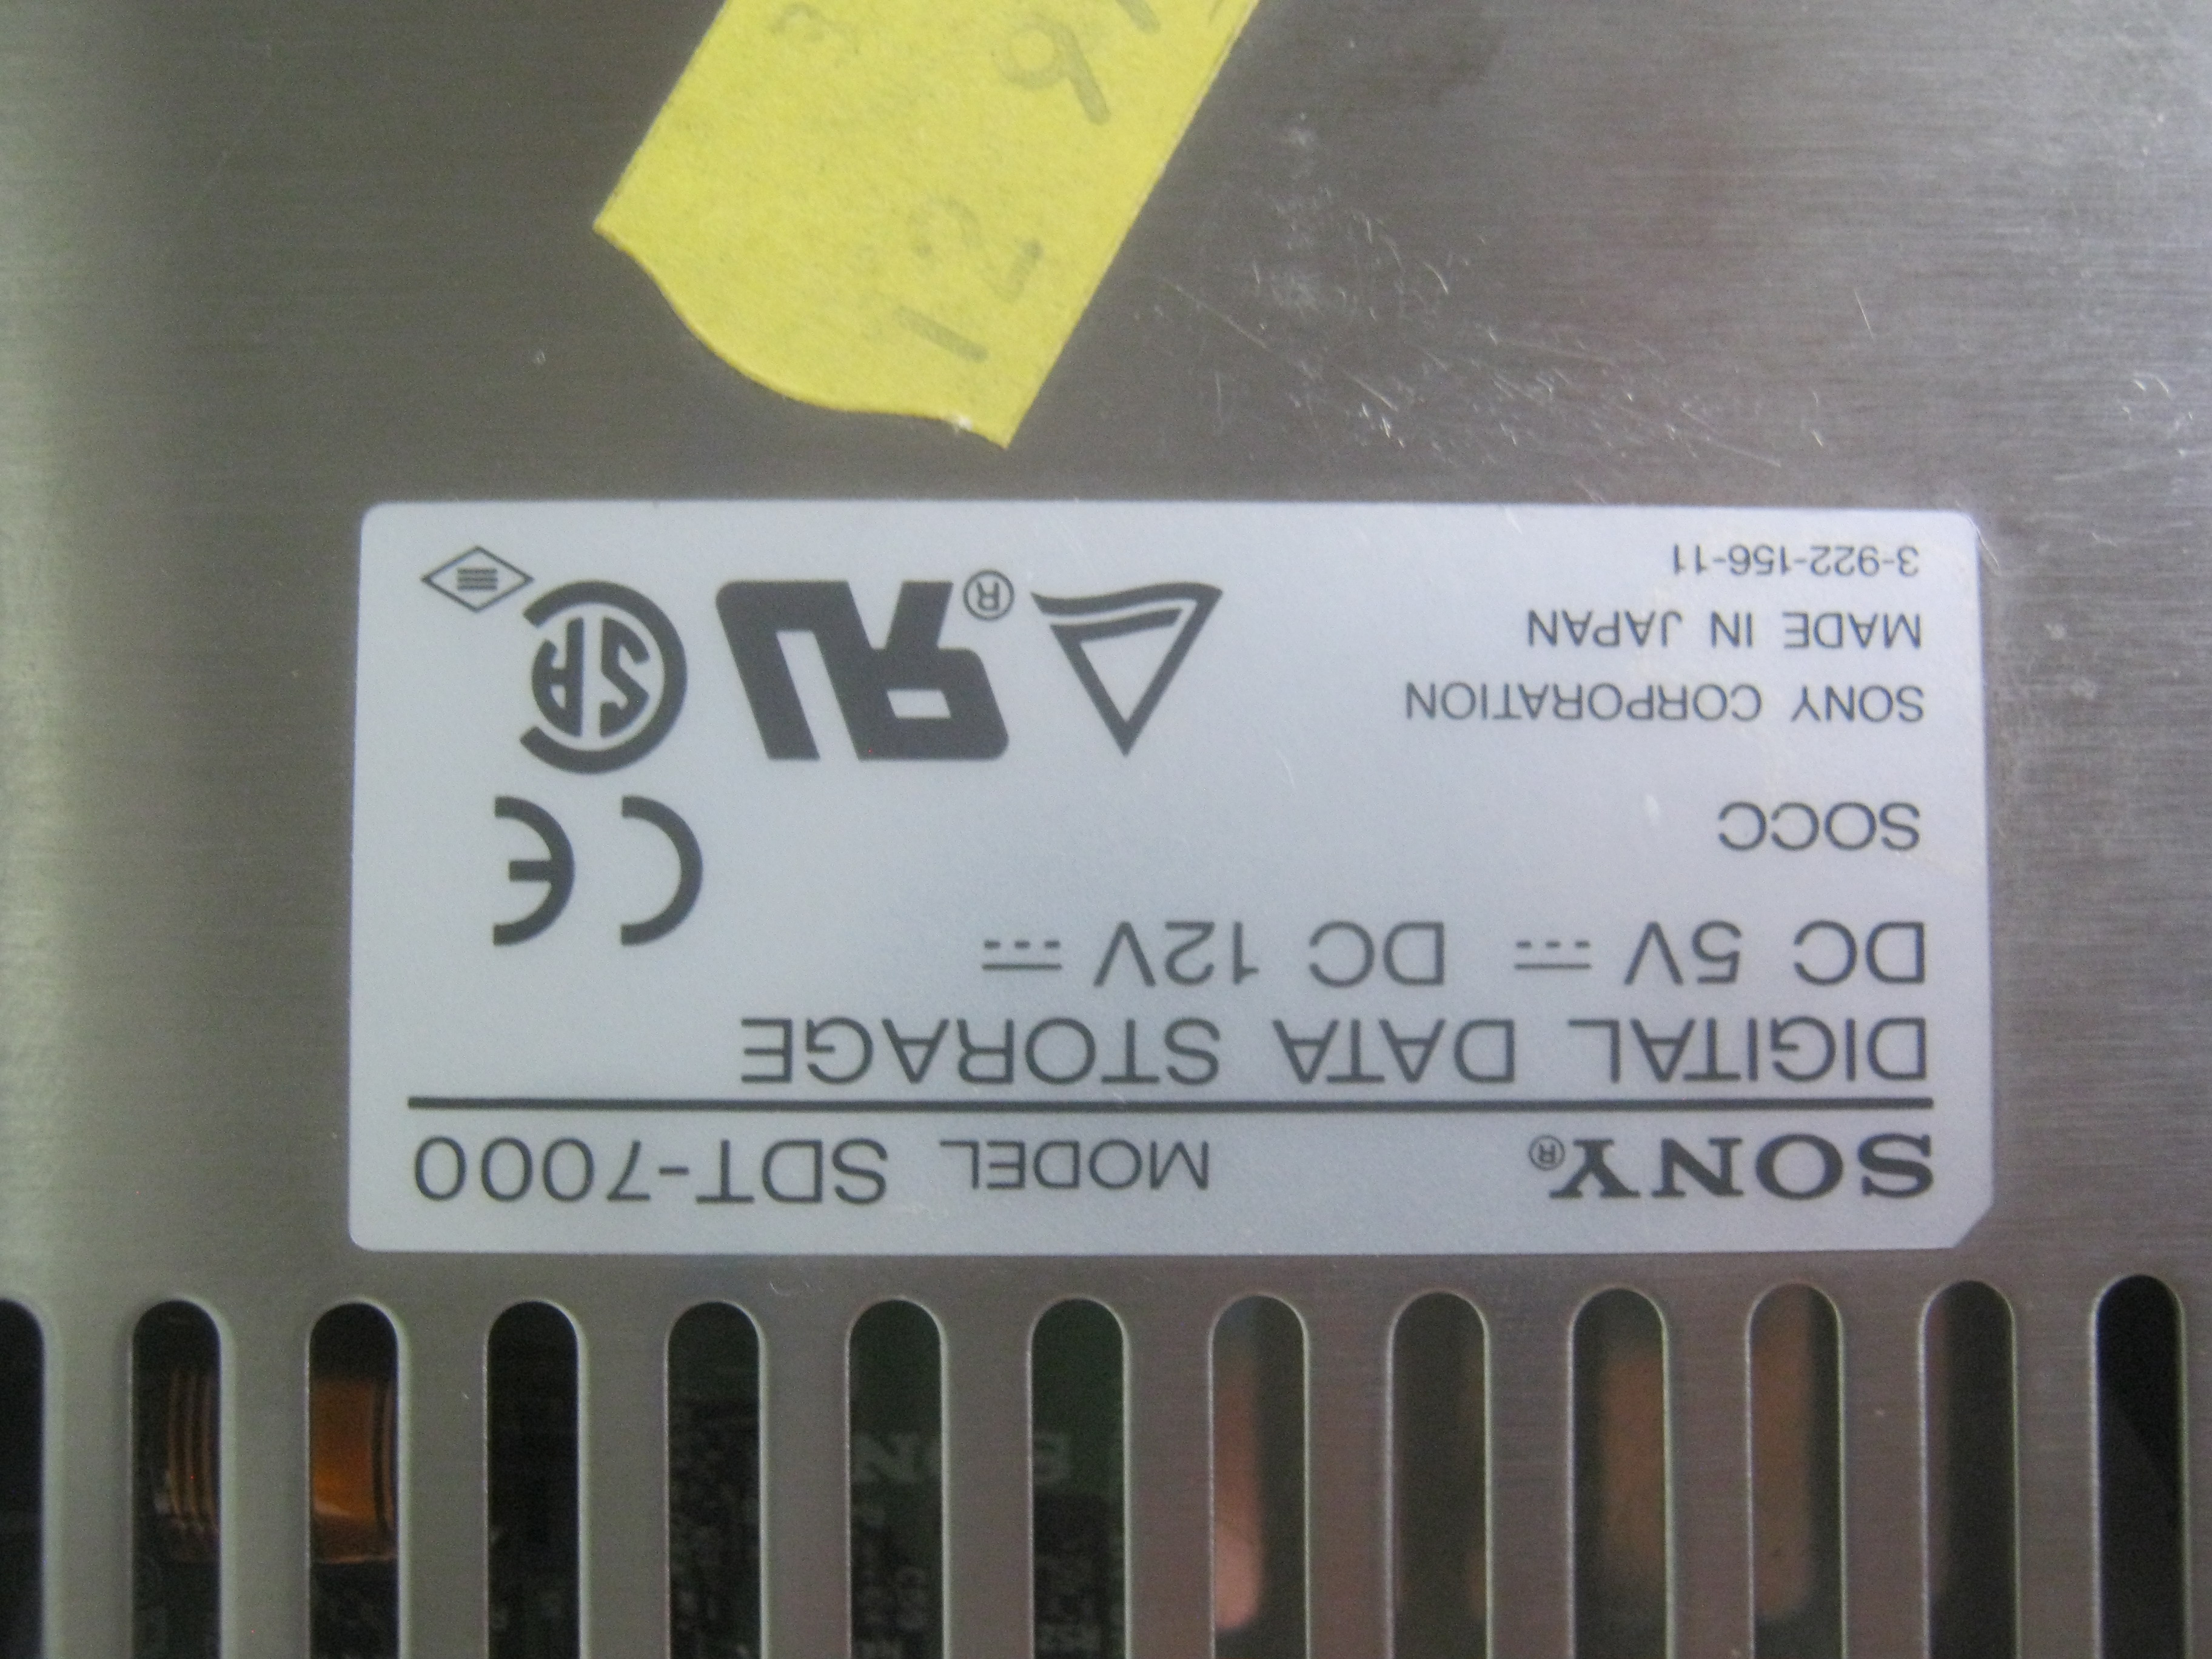 SONY® MODEL SDT-7000
DIGITAL DATA STORAGE
DC 5V ⎓ DC 12V ⎓
SOCC
CE
SONY CORPORATION
MADE IN JAPAN
3-922-156-11